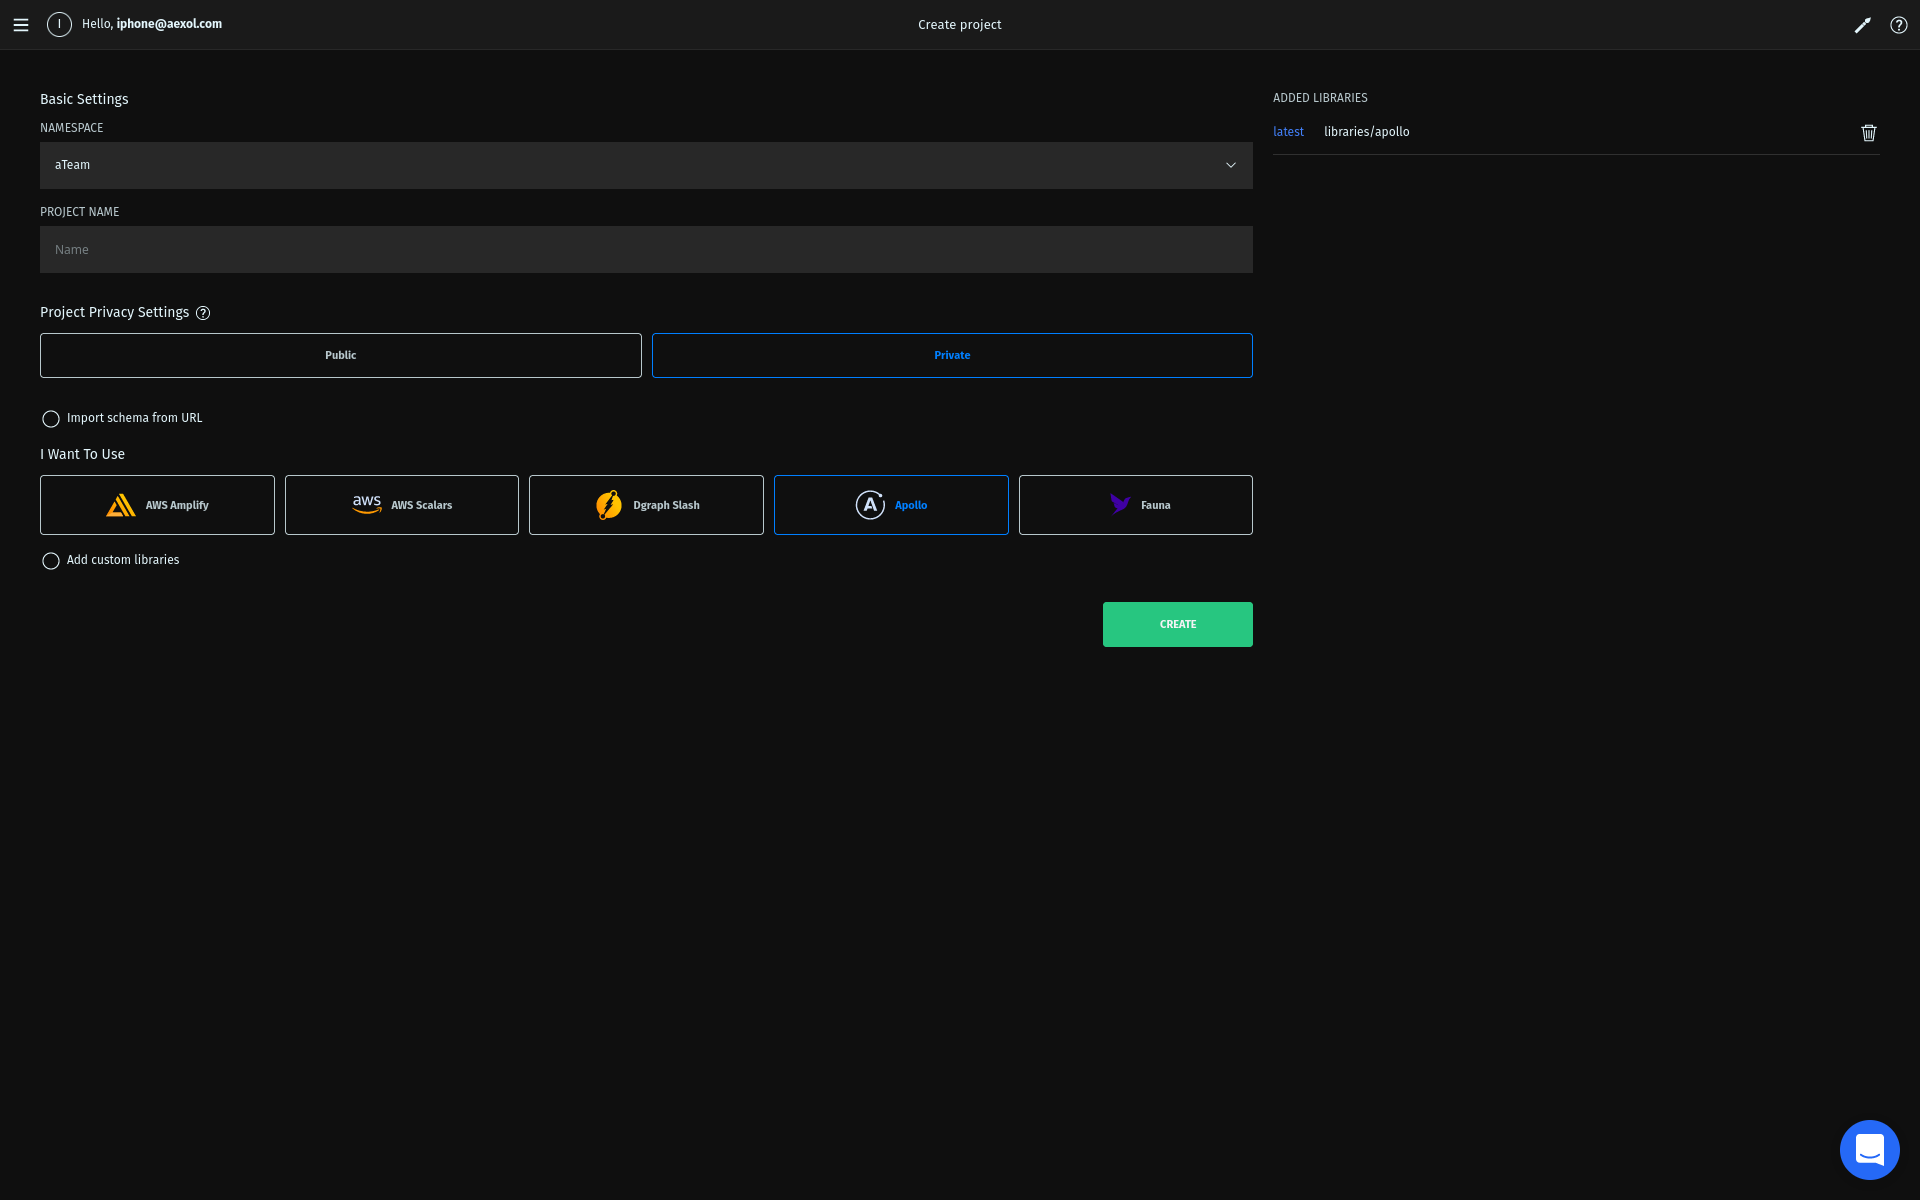 I
Hello, iphone@aexol.com
Create project
Basic Settings
NAMESPACE
aTeam
PROJECT NAME
Name
Project Privacy Settings ?
Public
Private
Import schema from URL
I Want To Use
AWS Amplify
aws AWS Scalars
Dgraph Slash
A Apollo
Fauna
Add custom libraries
CREATE
ADDED LIBRARIES
latest libraries/apollo